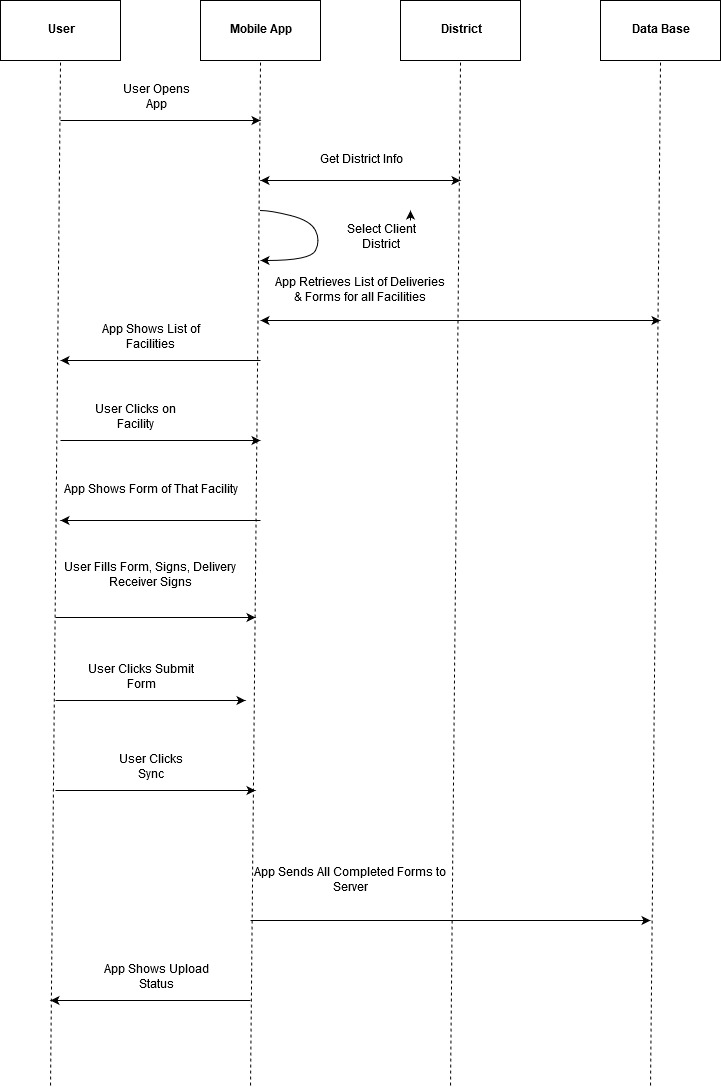 User
Mobile App
District
Data Base
User Opens
App
Get District Info
Select Client
District
App Retrieves List of Deliveries
& Forms for all Facilities
App Shows List of
Facilities
User Clicks on
Facility
App Shows Form of That Facility
User Fills Form, Signs, Delivery
Receiver Signs
User Clicks Submit
Form
User Clicks
Sync
App Sends All Completed Forms to
Server
App Shows Upload
Status